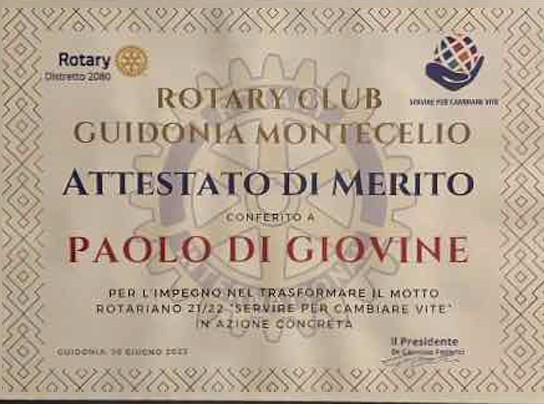 Rotary
Distretto 2080
SERVIRE PER CAMBIARE VITE
ROTARY CLUB
GUIDONIA MONTECELIO
ATTESTATO DI MERITO
CONFERITO A
PAOLO DI GIOVINE
PER L'IMPEGNO NEL TRASFORMARE IL MOTTO
ROTARIANO 21/22 "SERVIRE PER CAMBIARE VITE"
IN AZIONE CONCRETA
GUIDONIA, 30 GIUGNO 2022
Il Presidente